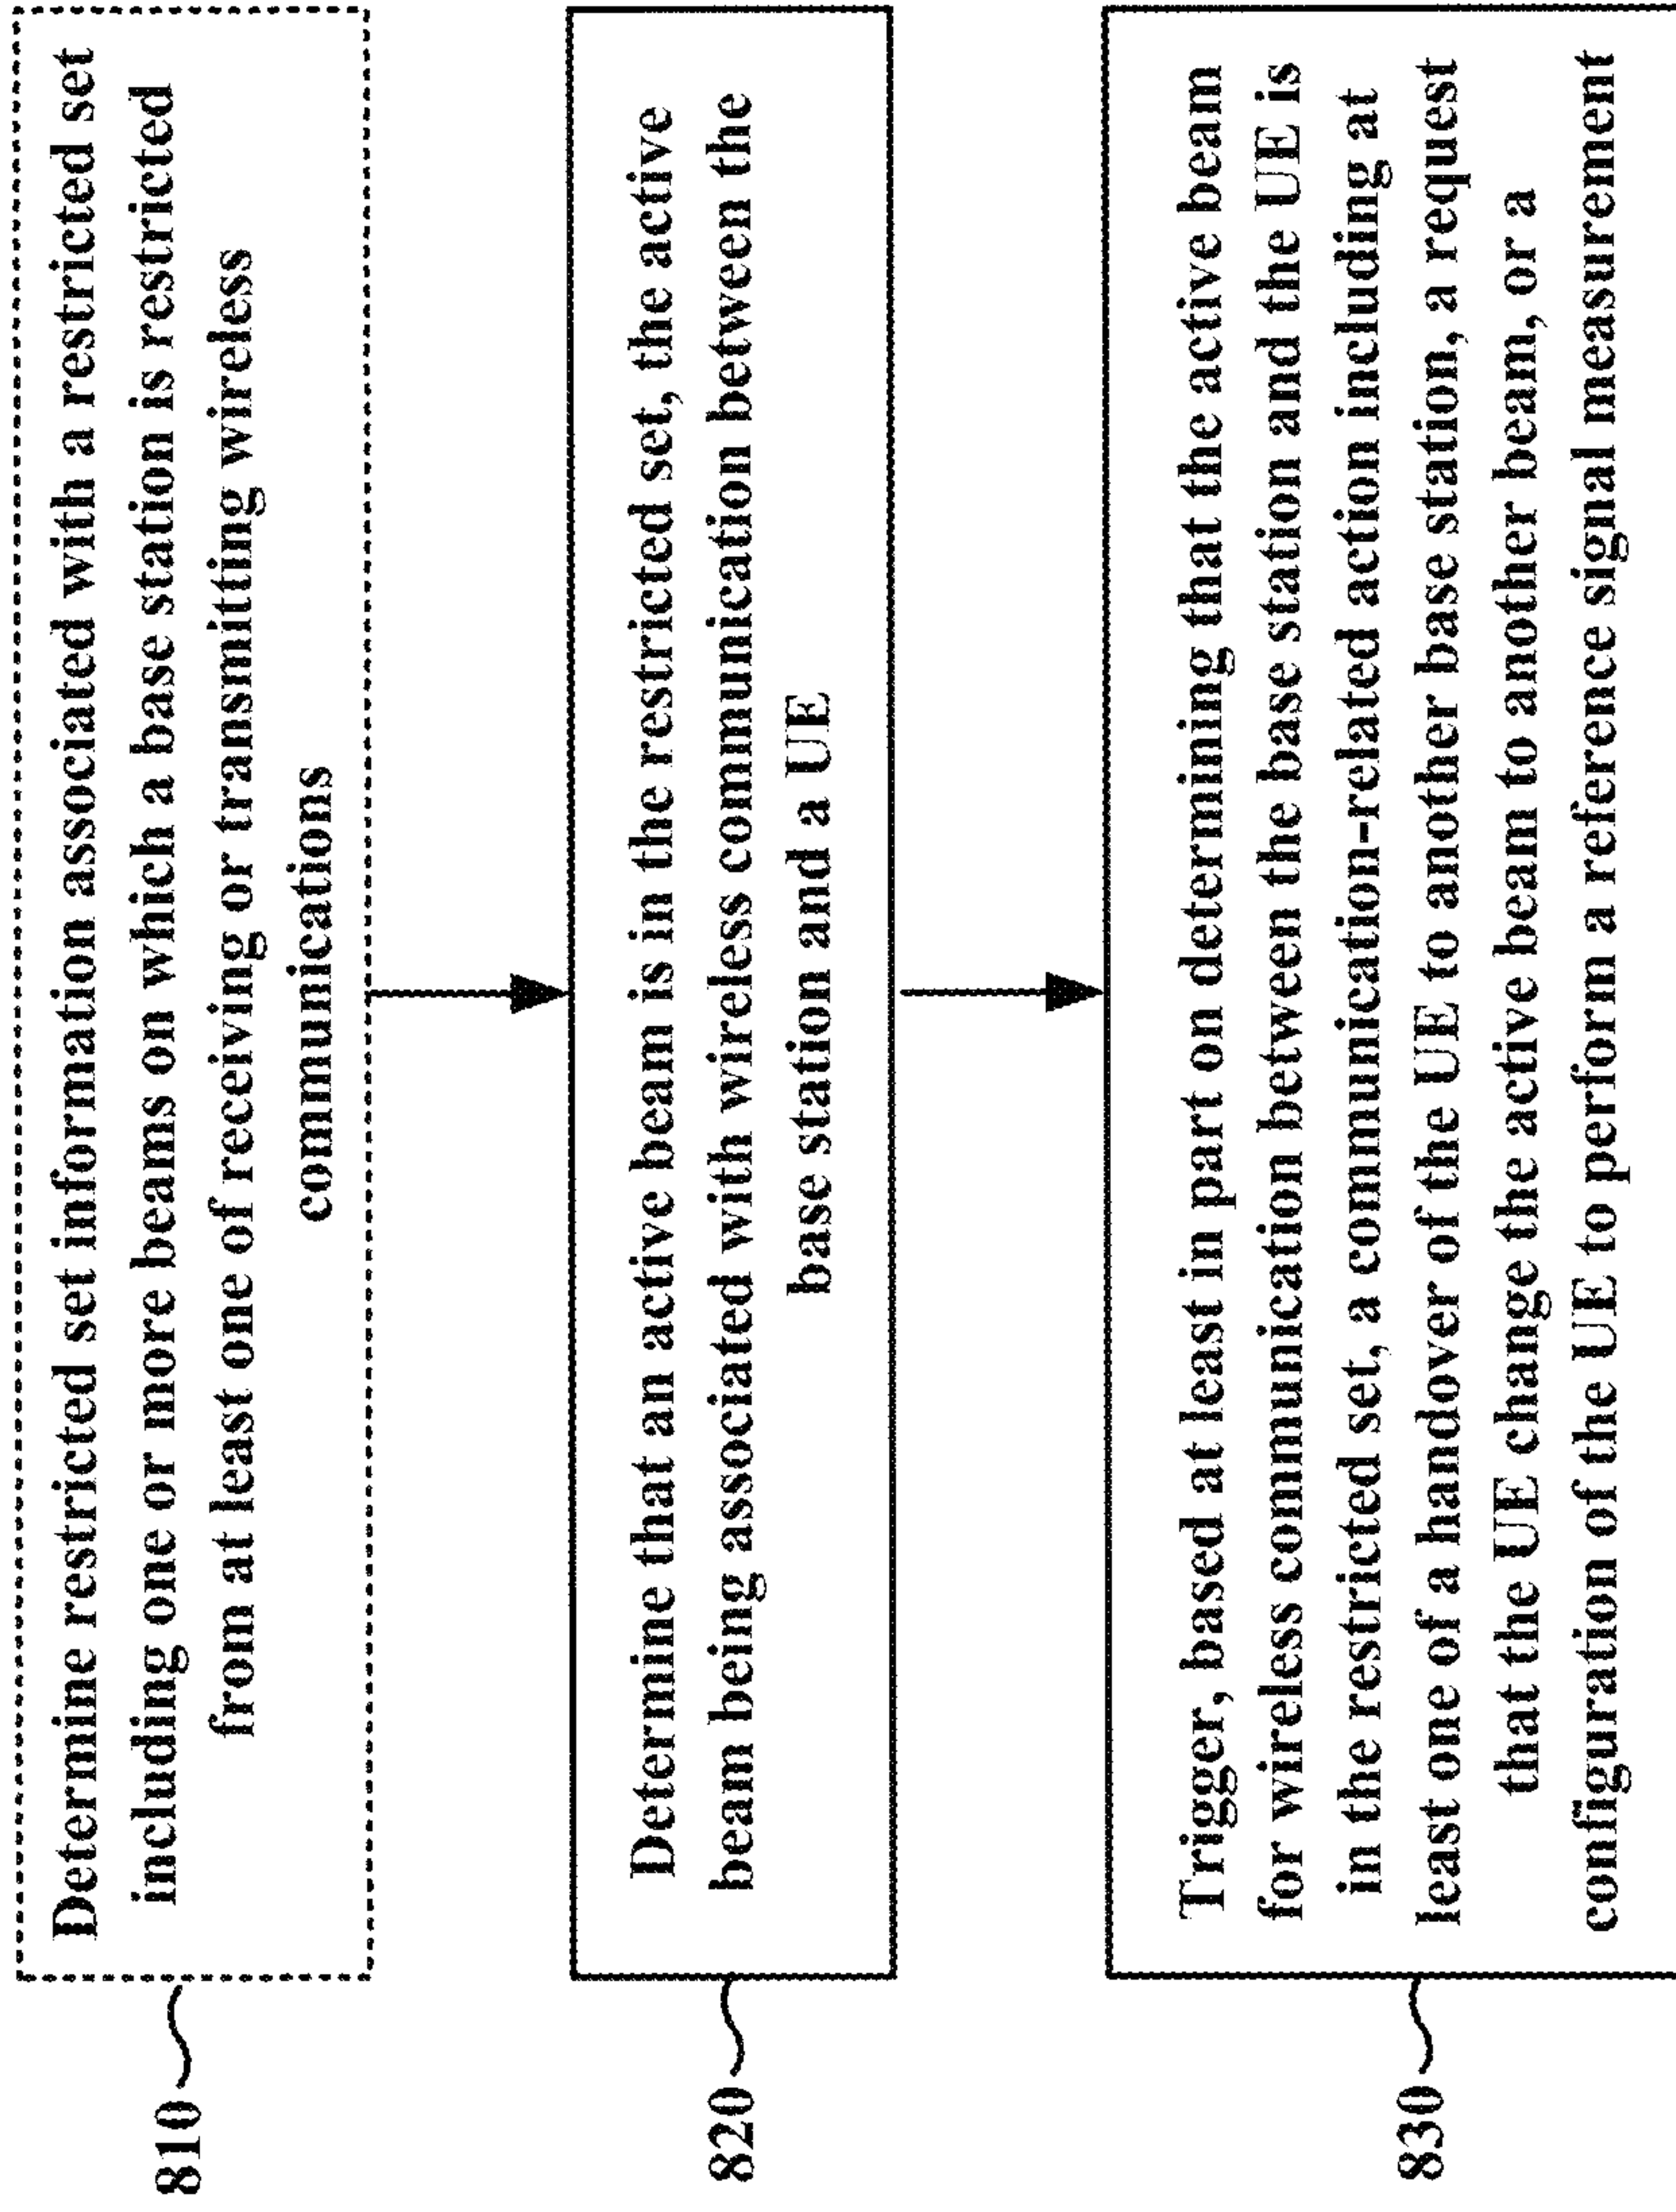 810
Determine restricted set information associated with a restricted set
including one or more beams on which a base station is restricted
from at least one of receiving or transmitting wireless
communications
820
Determine that an active beam is in the restricted set, the active
beam being associated with wireless communication between the
base station and a UE
830
Trigger, based at least in part on determining that the active beam
for wireless communication between the base station and the UE is
in the restricted set, a communication-related action including at
least one of a handover of the UE to another base station, a request
that the UE change the active beam to another beam, or a
configuration of the UE to perform a reference signal measurement